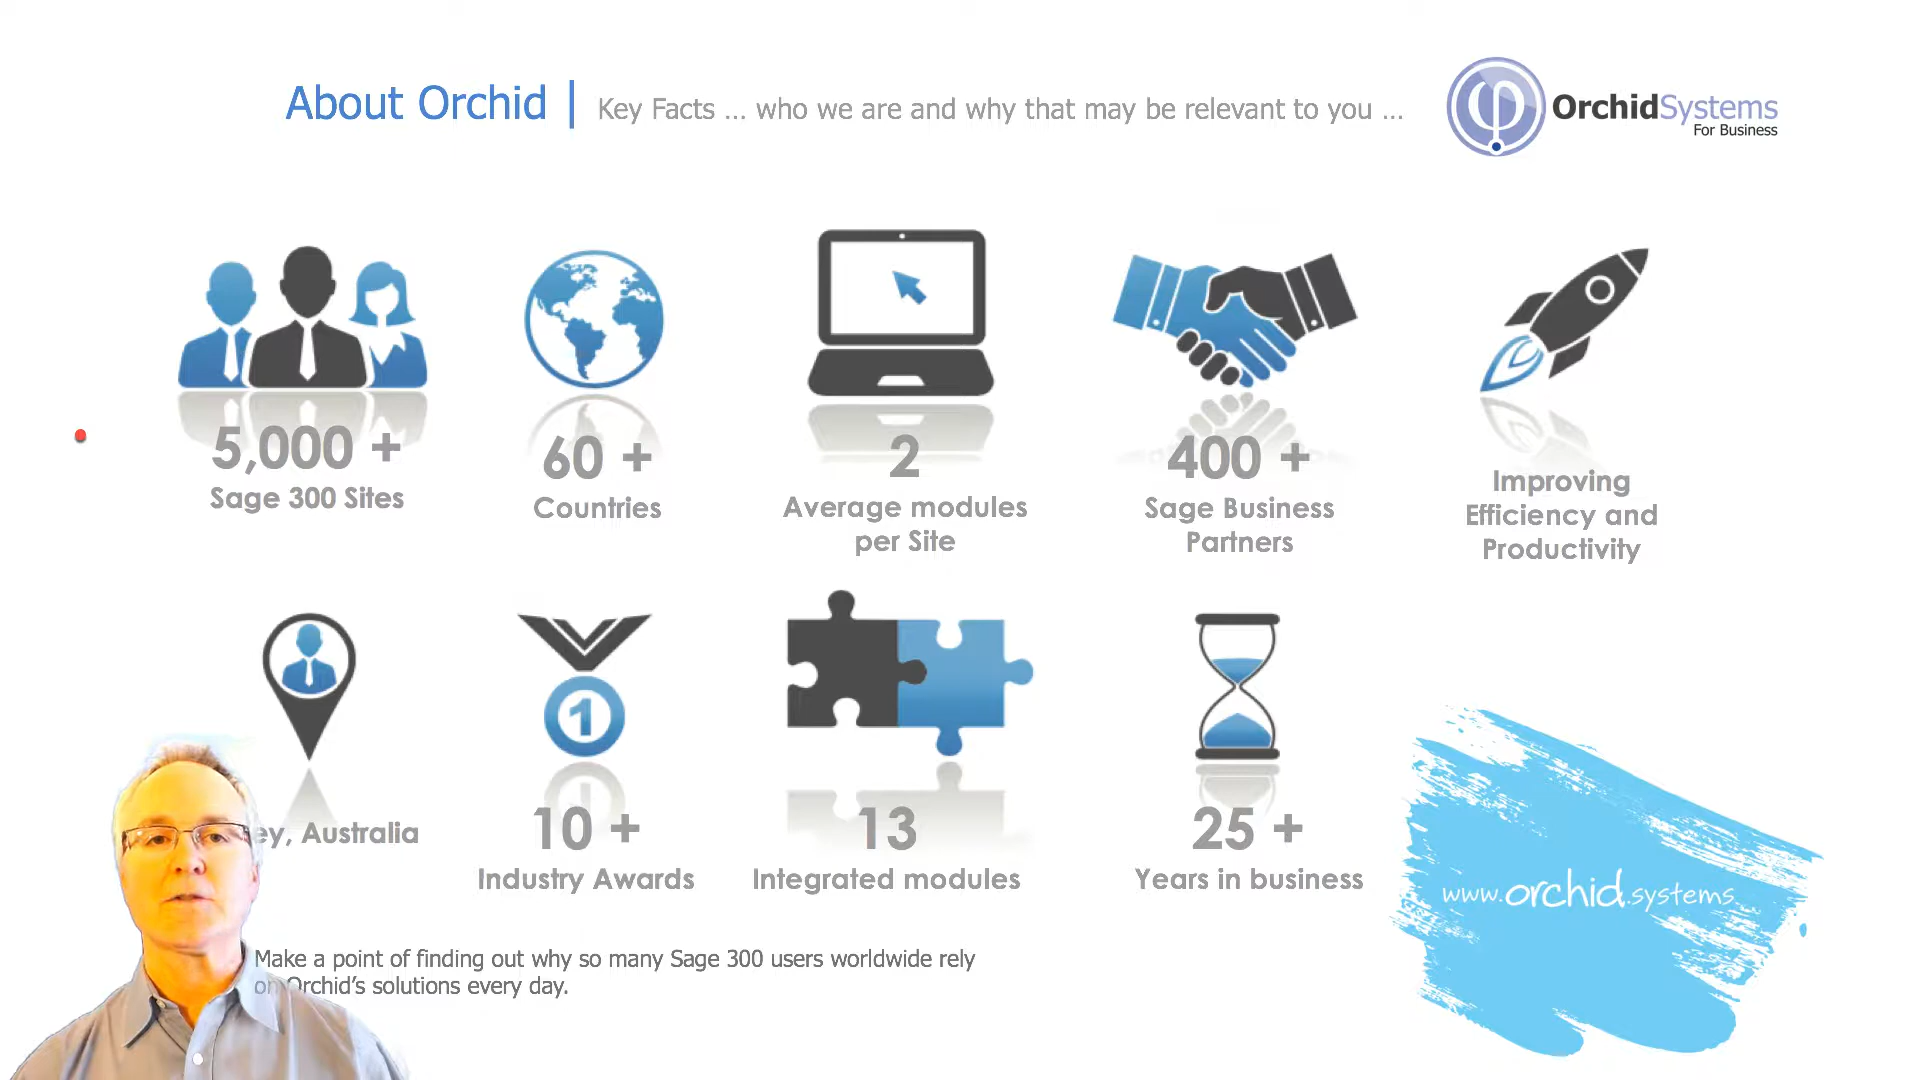 About Orchid | Key Facts ... who we are and why that may be relevant to you ...
OrchidSystems
For Business
5,000 +
Sage 300 Sites
60 +
Countries
2
Average modules
per Site
400 +
Sage Business
Partners
Improving
Efficiency and
Productivity
ey, Australia
10 +
Industry Awards
1
13
Integrated modules
25 +
Years in business
www.orchid.systems
Make a point of finding out why so many Sage 300 users worldwide rely
on Orchid's solutions every day.